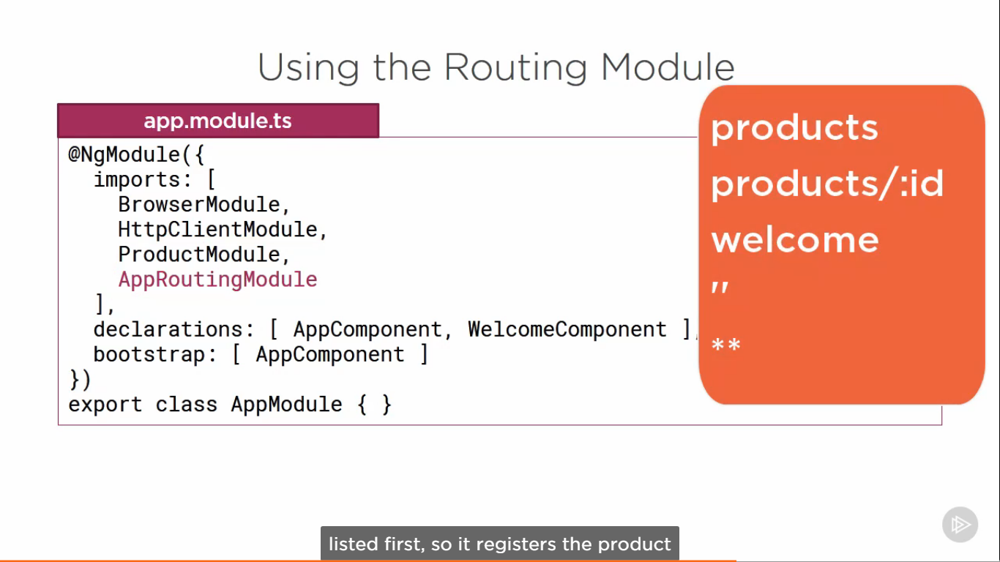 Using the Routing Module
app.module.ts
@NgModule({
imports: [
BrowserModule,
HttpClientModule,
ProductModule,
AppRoutingModule
],
declarations: [ AppComponent, WelcomeComponent ],
bootstrap: [ AppComponent ]
})
export class AppModule { }
products
products/:id
welcome
''
**
listed first, so it registers the product